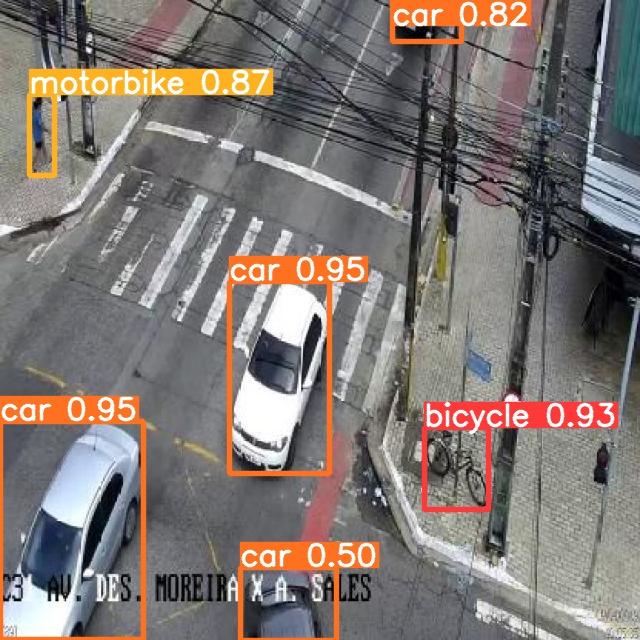 car 0.82
motorbike 0.87
car 0.95
car 0.95
bicycle 0.93
car 0.50
C3 AV. DES. MOREIRA X A. SALES